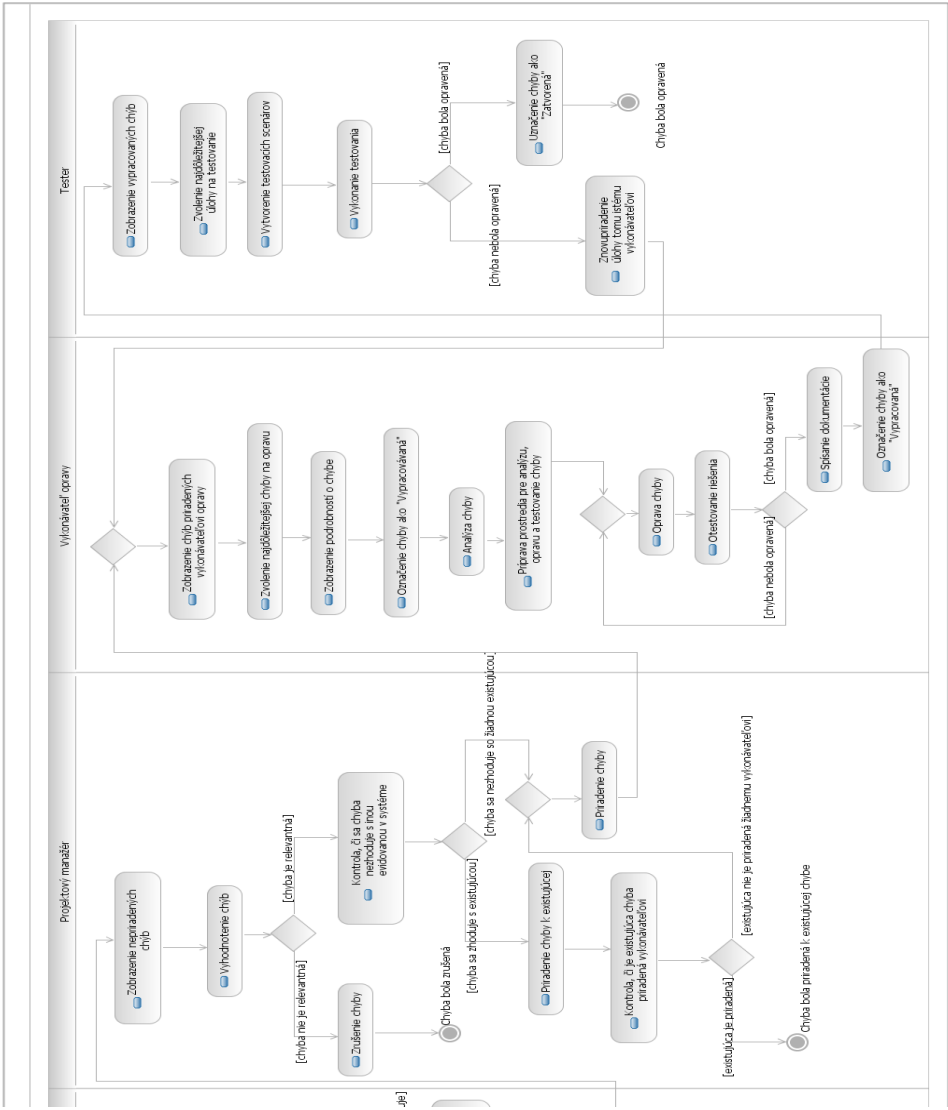 Tester
Zobrazenie vypracovaných chýb
Zvolenie najdôležitejšej
úlohy na testovanie
Vytvorenie testovacích scenárov
Vykonanie testovania
[chyba bola opravená]
[chyba nebola opravená]
Označenie chyby ako
"Zatvorená"
Chyba bola opravená
Znovupriradenie
úlohy tomu istému
vykonávateľovi
Vykonávateľ opravy
Zobrazenie chýb priradených
vykonávateľovi opravy
Zvolenie najdôležitejšej chyby na opravu
Zobrazenie podrobností o chybe
Označenie chyby ako "Vypracovávaná"
Analýza chyby
Príprava prostredia pre analýzu,
opravu a testovanie chyby
Oprava chyby
Otestovanie riešenia
[chyba bola opravená]
[chyba nebola opravená]
Spísanie dokumentácie
Označenie chyby ako
"Vypracovaná"
Projektový manažér
Zobrazenie nepriradených
chýb
Vyhodnotenie chýb
[chyba je relevantná]
[chyba nie je relevantná]
Zrušenie chyby
Chyba bola zrušená
Kontrola, či sa chyba
nezhoduje s inou
evidovanou v systéme
[chyba sa nezhoduje so žiadnou existujúcou]
[chyba sa zhoduje s existujúcou]
Priradenie chyby
Priradenie chyby k existujúcej
Kontrola, či je existujúca chyba
priradená vykonávateľovi
[existujúca nie je priradená žiadnemu vykonávateľovi]
[existujúca je priradená]
Chyba bola priradená k existujúcej chybe
uje]